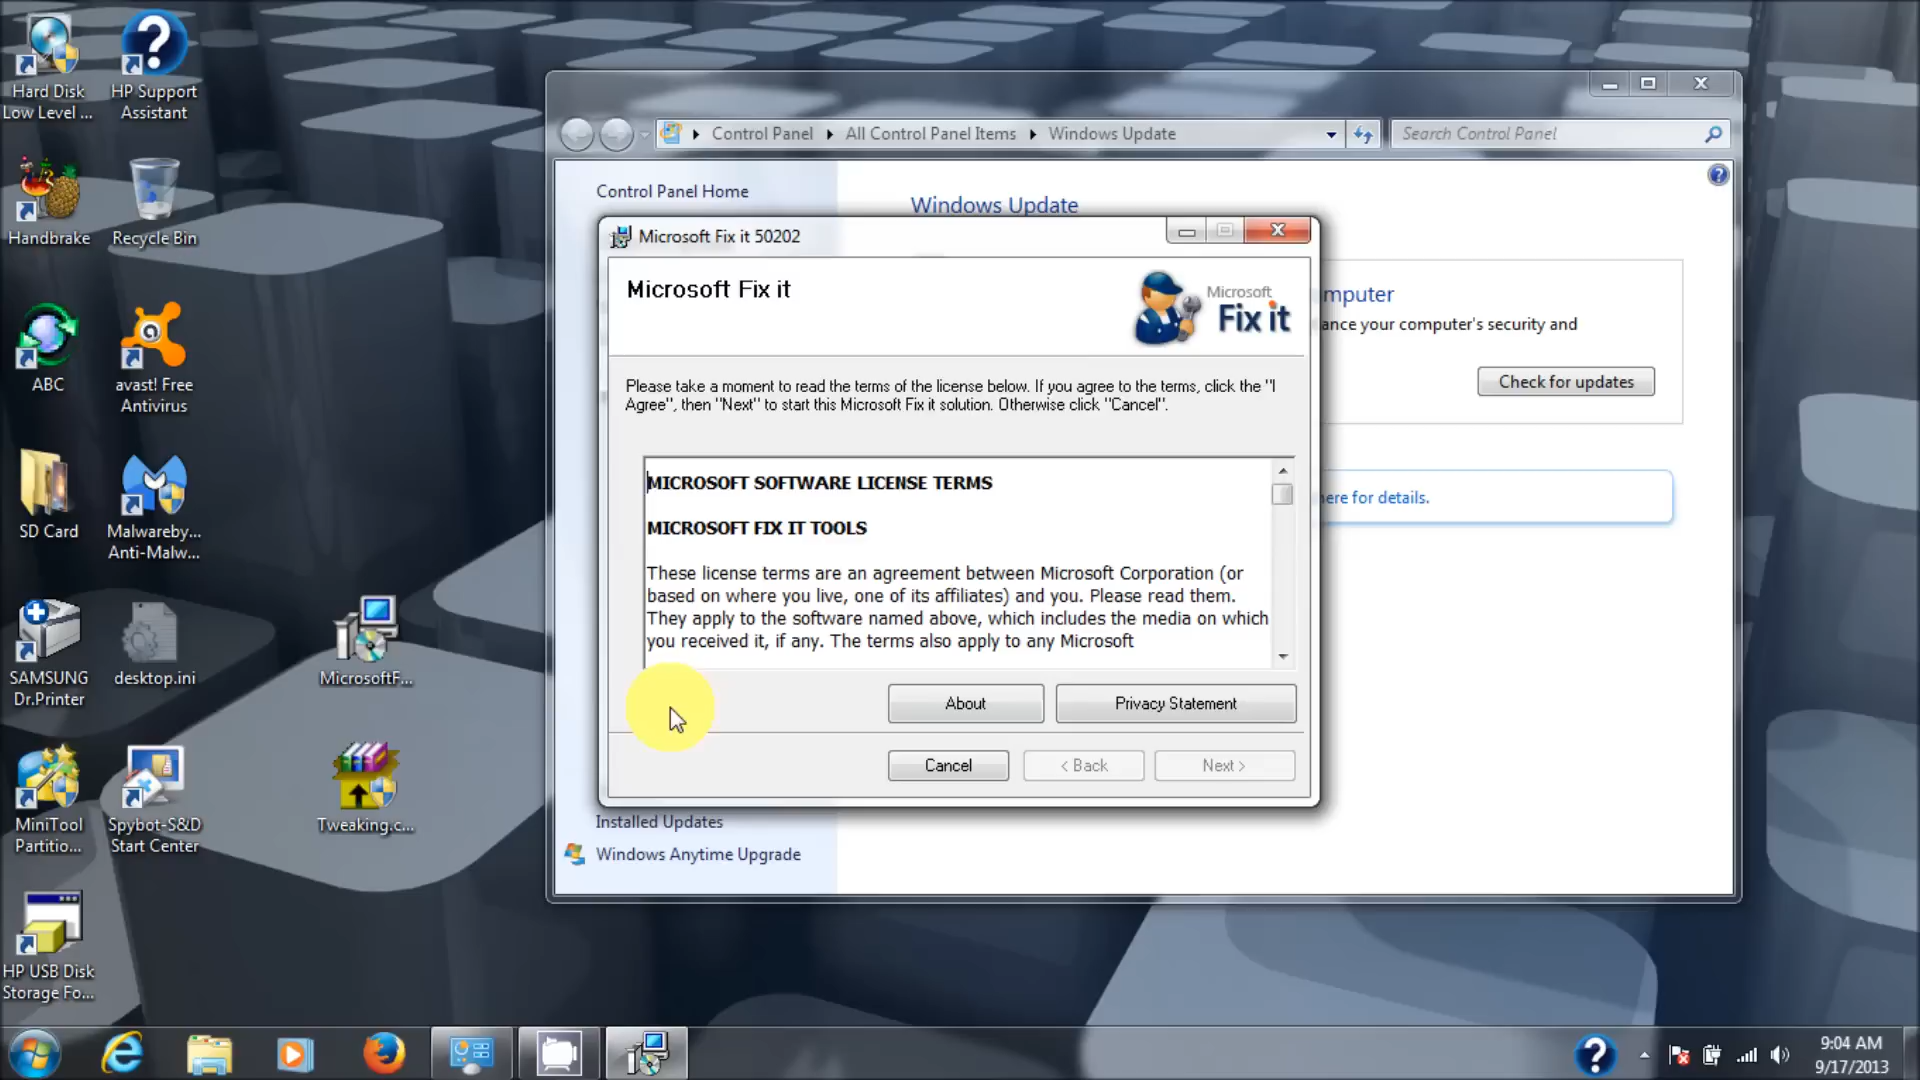 Hard Disk
Low Level ...
HP Support
Assistant
Handbrake
Recycle Bin
ABC
avast! Free
Antivirus
SD Card
Malwareby...
Anti-Malw...
SAMSUNG
Dr.Printer
desktop.ini
MicrosoftF...
MiniTool
Partitio...
Spybot-S&D
Start Center
Tweaking.c...
HP USB Disk
Storage Fo...
Control Panel
All Control Panel Items
Windows Update
Search Control Panel
Control Panel Home
Windows Update
mputer
ance your computer's security and
Check for updates
here for details.
Microsoft Fix it 50202
Microsoft Fix it
Microsoft
Fix it
Please take a moment to read the terms of the license below. If you agree to the terms, click the "I
Agree", then "Next" to start this Microsoft Fix it solution. Otherwise click "Cancel".
MICROSOFT SOFTWARE LICENSE TERMS
MICROSOFT FIX IT TOOLS
These license terms are an agreement between Microsoft Corporation (or
based on where you live, one of its affiliates) and you. Please read them.
They apply to the software named above, which includes the media on which
you received it, if any. The terms also apply to any Microsoft
About
Privacy Statement
Cancel
< Back
Next >
Installed Updates
Windows Anytime Upgrade
9:04 AM
9/17/2013